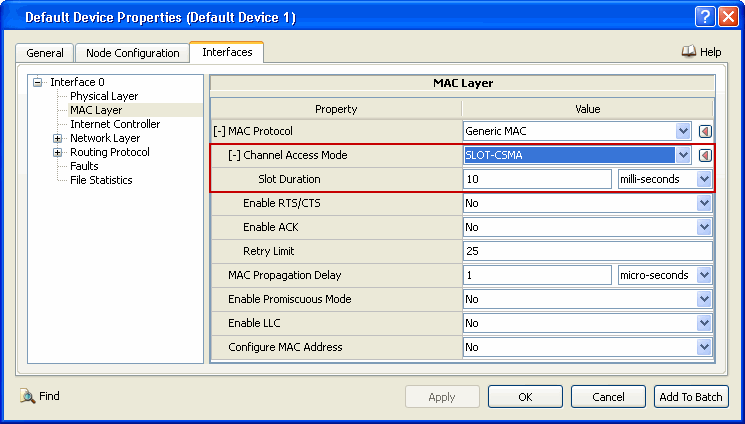 Default Device Properties (Default Device 1)
General Node Configuration Interfaces Help
Interface 0
Physical Layer
MAC Layer
Internet Controller
Network Layer
Routing Protocol
Faults
File Statistics
MAC Layer
Property Value
[-] MAC Protocol Generic MAC
[-] Channel Access Mode SLOT-CSMA
Slot Duration 10 milli-seconds
Enable RTS/CTS No
Enable ACK No
Retry Limit 25
MAC Propagation Delay 1 micro-seconds
Enable Promiscuous Mode No
Enable LLC No
Configure MAC Address No
Find Apply OK Cancel Add To Batch